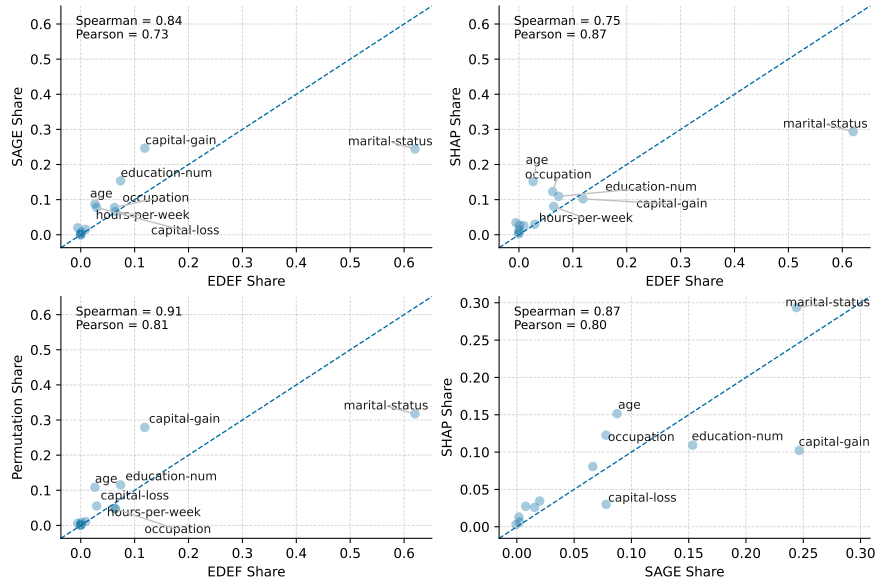 Spearman = 0.84
Pearson = 0.73
SAGE Share
0.6
0.5
0.4
0.3
0.2
0.1
0.0
capital-gain
marital-status
education-num
age
occupation
hours-per-week
capital-loss
0.0 0.1 0.2 0.3 0.4 0.5 0.6
EDEF Share
Spearman = 0.75
Pearson = 0.87
SHAP Share
0.6
0.5
0.4
0.3
0.2
0.1
0.0
marital-status
age
occupation
education-num
capital-gain
hours-per-week
0.0 0.1 0.2 0.3 0.4 0.5 0.6
EDEF Share
Spearman = 0.91
Pearson = 0.81
Permutation Share
0.6
0.5
0.4
0.3
0.2
0.1
0.0
marital-status
capital-gain
education-num
age
capital-loss
hours-per-week
occupation
0.0 0.1 0.2 0.3 0.4 0.5 0.6
EDEF Share
Spearman = 0.87
Pearson = 0.80
SHAP Share
0.30
0.25
0.20
0.15
0.10
0.05
0.00
marital-status
age
occupation
education-num
capital-gain
capital-loss
0.00 0.05 0.10 0.15 0.20 0.25 0.30
SAGE Share